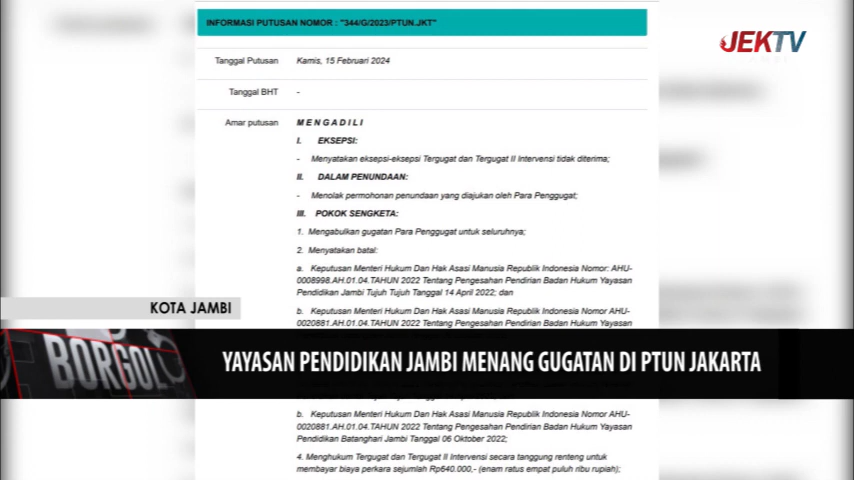 INFORMASI PUTUSAN NOMOR : "344/G/2023/PTUN.JKT"
JEKTV
Tanggal Putusan Kamis, 15 Februari 2024
Tanggal BHT -
Amar putusan M E N G A D I L I
I. EKSEPSI:
- Menyatakan eksepsi-eksepsi Tergugat dan Tergugat II Intervensi tidak diterima;
II. DALAM PENUNDAAN:
- Menolak permohonan penundaan yang diajukan oleh Para Penggugat;
III. POKOK SENGKETA:
1. Mengabulkan gugatan Para Penggugat untuk seluruhnya;
2. Menyatakan batal:
a. Keputusan Menteri Hukum Dan Hak Asasi Manusia Republik Indonesia Nomor: AHU-
0008998.AH.01.04.TAHUN 2022 Tentang Pengesahan Pendirian Badan Hukum Yayasan
Pendidikan Jambi Tujuh Tujuh Tanggal 14 April 2022; dan
b. Keputusan Menteri Hukum Dan Hak Asasi Manusia Republik Indonesia Nomor AHU-
0020881.AH.01.04.TAHUN 2022 Tentang Pengesahan Pendirian Badan Hukum Yayasan
KOTA JAMBI
BORGOL
YAYASAN PENDIDIKAN JAMBI MENANG GUGATAN DI PTUN JAKARTA
b. Keputusan Menteri Hukum Dan Hak Asasi Manusia Republik Indonesia Nomor AHU-
0020881.AH.01.04.TAHUN 2022 Tentang Pengesahan Pendirian Badan Hukum Yayasan
Pendidikan Batanghari Jambi Tanggal 06 Oktober 2022;
4. Menghukum Tergugat dan Tergugat II Intervensi secara tanggung renteng untuk
membayar biaya perkara sejumlah Rp640.000,- (enam ratus empat puluh ribu rupiah);